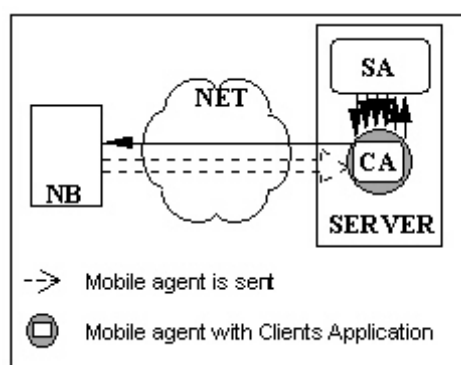 SA
NET
CA
NB
SERVER
Mobile agent is sent
Mobile agent with Clients Application